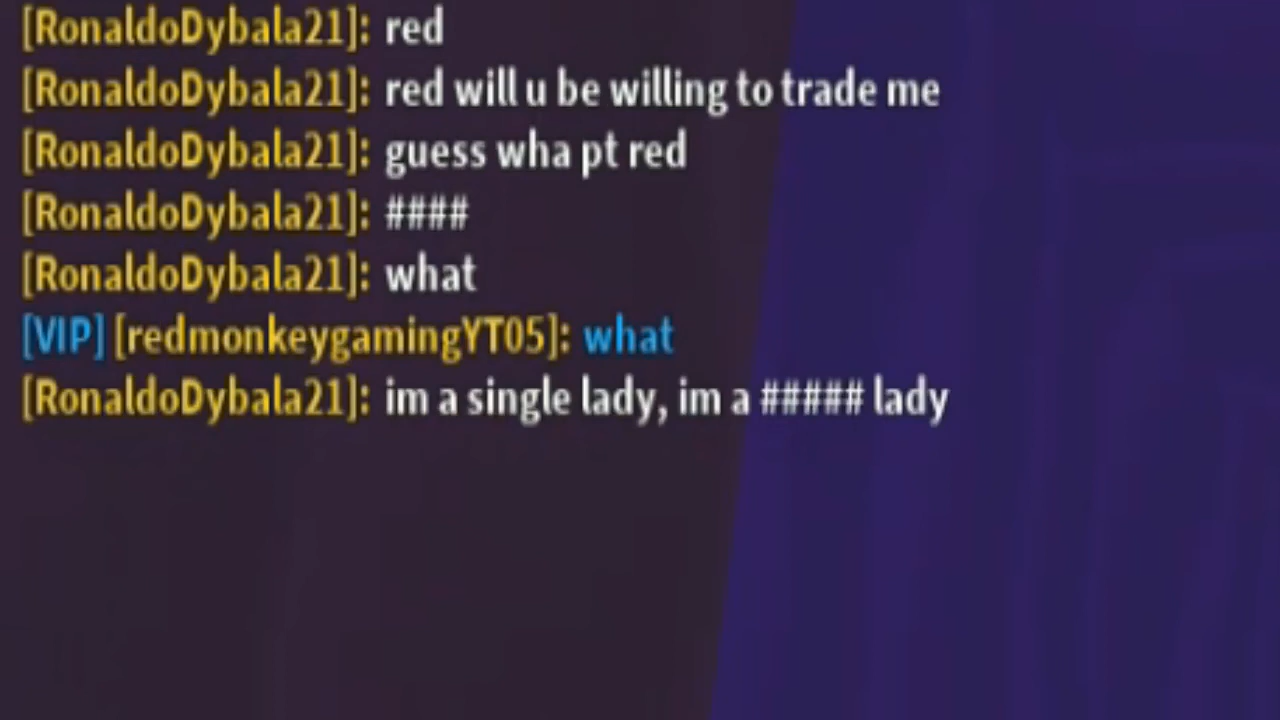 [RonaldoDybala21]: red
[RonaldoDybala21]: red will u be willing to trade me
[RonaldoDybala21]: guess wha pt red
[RonaldoDybala21]: ####
[RonaldoDybala21]: what
[VIP] [redmonkeygamingYT05]: what
[RonaldoDybala21]: im a single lady, im a ##### lady